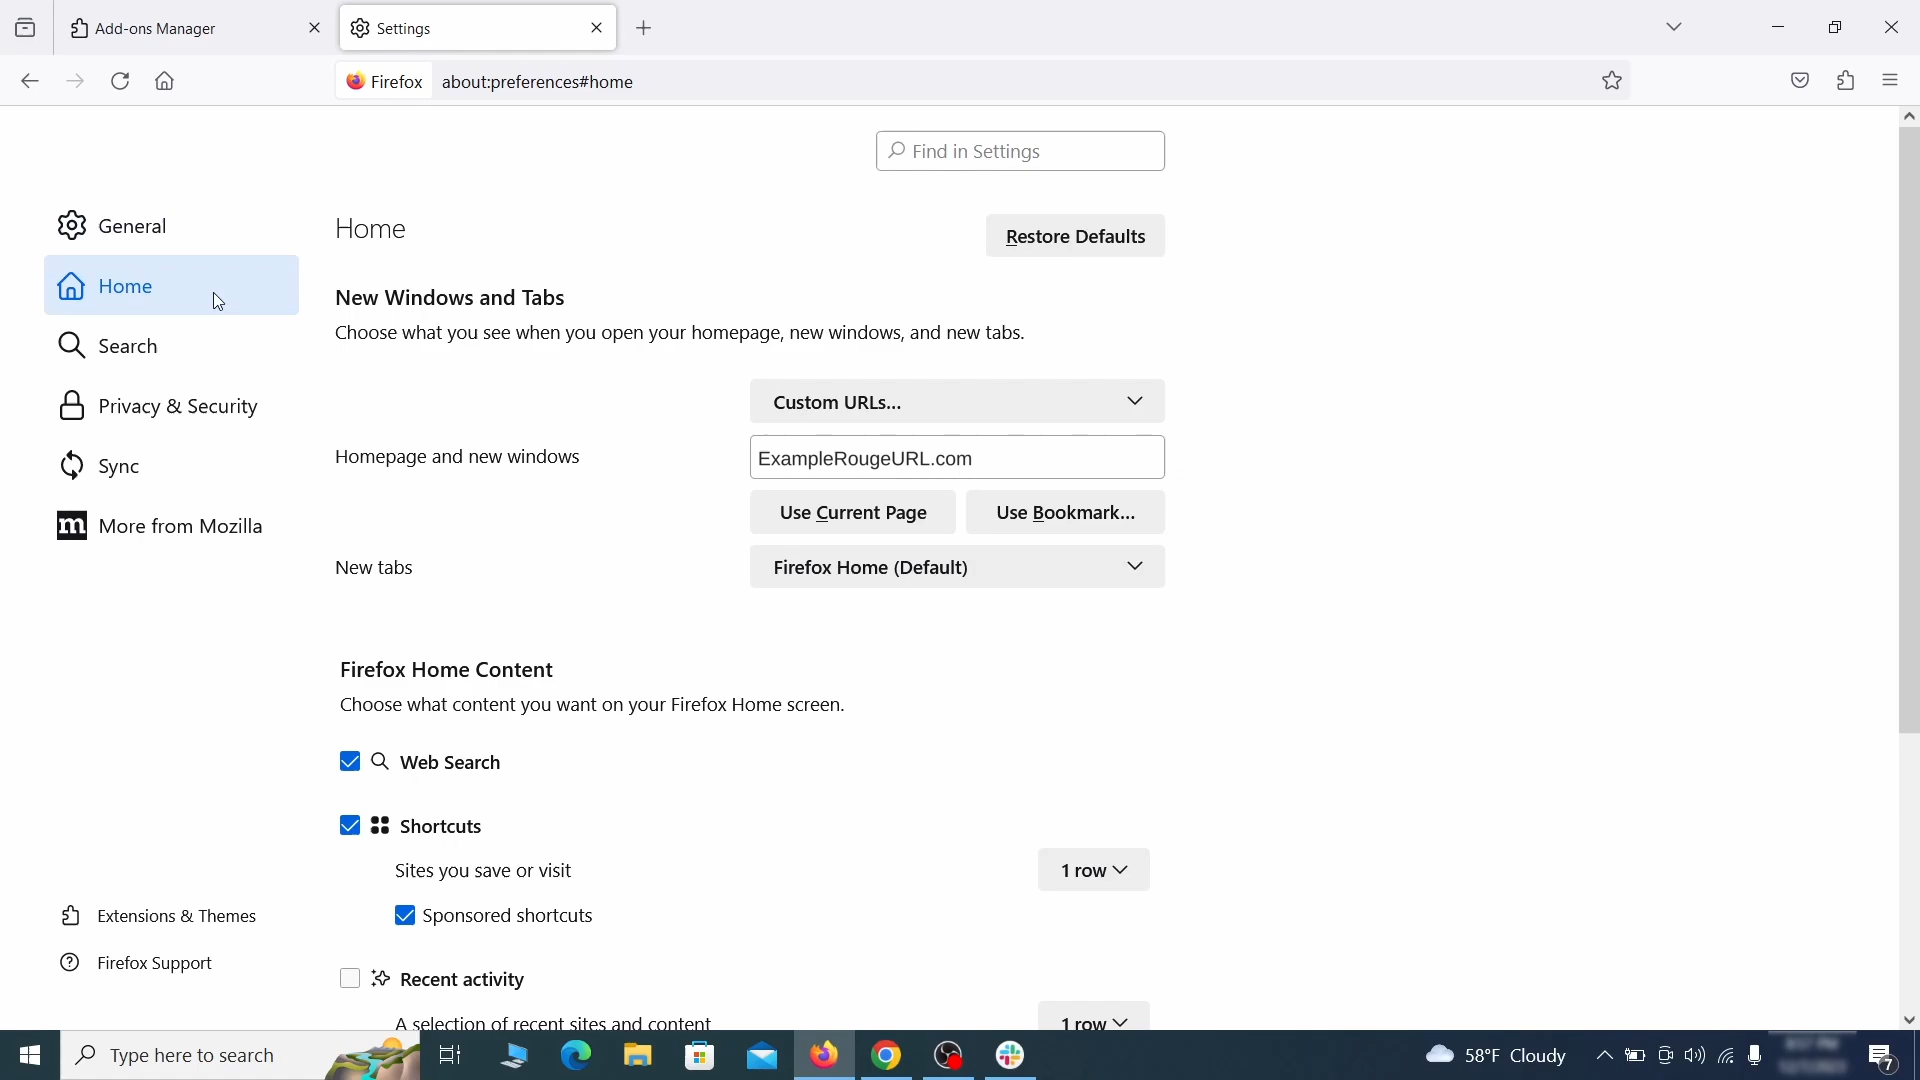 Add-ons Manager
Settings
Firefox
about:preferences#home
Find in Settings
General
Home
Search
Privacy & Security
Sync
More from Mozilla
Extensions & Themes
Firefox Support
Home
Restore Defaults
New Windows and Tabs
Choose what you see when you open your homepage, new windows, and new tabs.
Custom URLs...
Homepage and new windows
ExampleRougeURL.com
Use Current Page
Use Bookmark...
New tabs
Firefox Home (Default)
Firefox Home Content
Choose what content you want on your Firefox Home screen.
Web Search
Shortcuts
Sites you save or visit
1 row
Sponsored shortcuts
Recent activity
A selection of recent sites and content
1 row
Type here to search
58°F Cloudy
7